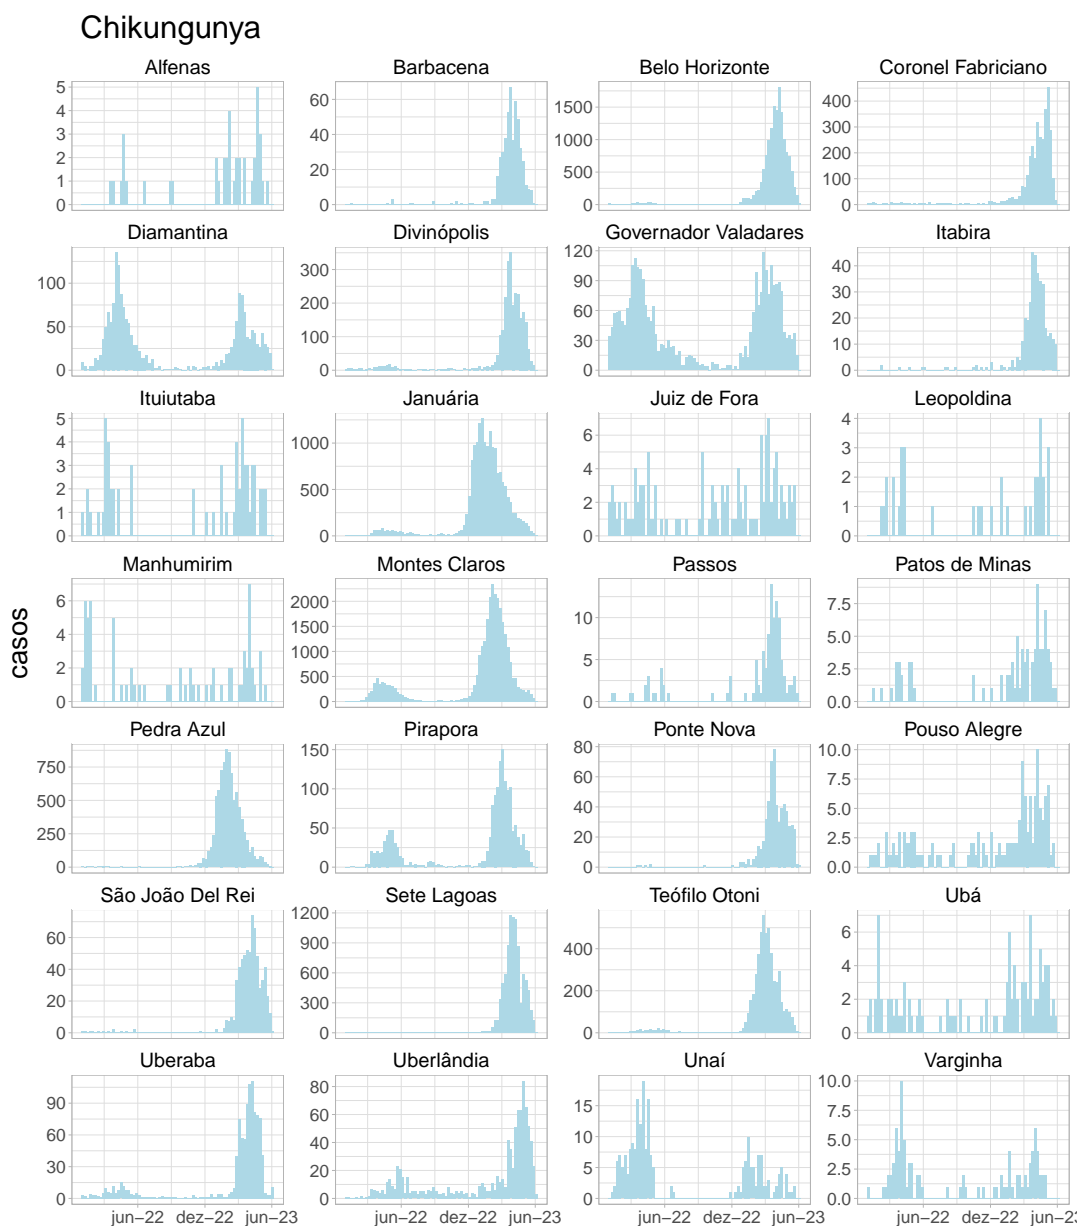 Chikungunya
Alfenas Barbacena Belo Horizonte Coronel Fabriciano
5 4 3 2 1 0 60 40 20 0 1500 1000 500 0 400 300 200 100 0
Diamantina Divinópolis Governador Valadares Itabira
100 50 0 300 200 100 0 120 90 60 30 0 40 30 20 10 0
Ituiutaba Januária Juiz de Fora Leopoldina
5 4 3 2 1 0 1000 500 0 6 4 2 0 4 3 2 1 0
Manhumirim Montes Claros Passos Patos de Minas
6 4 2 0 2000 1500 1000 500 0 10 5 0 7.5 5.0 2.5 0.0
casos
Pedra Azul Pirapora Ponte Nova Pouso Alegre
750 500 250 0 150 100 50 0 80 60 40 20 0 10.0 7.5 5.0 2.5 0.0
São João Del Rei Sete Lagoas Teófilo Otoni Ubá
60 40 20 0 1200 900 600 300 0 400 200 0 6 4 2 0
Uberaba Uberlândia Unaí Varginha
90 60 30 0 80 60 40 20 0 15 10 5 0 10.0 7.5 5.0 2.5 0.0
jun–22 dez–22 jun–23 jun–22 dez–22 jun–23 jun–22 dez–22 jun–23 jun–22 dez–22 jun–23